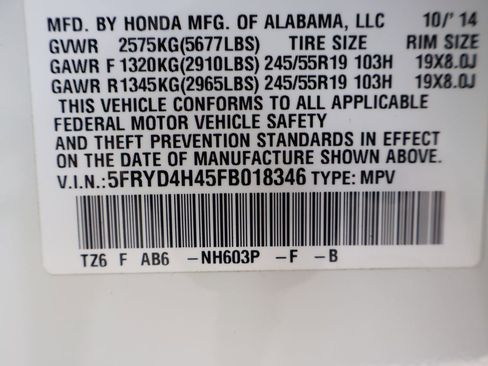 MFD. BY HONDA MFG. OF ALABAMA, LLC 10/'14
GVWR 2575KG(5677LBS) TIRE SIZE RIM SIZE
GAWR F 1320KG(2910LBS) 245/55R19 103H 19X8.0J
GAWR R 1345KG(2965LBS) 245/55R19 103H 19X8.0J
THIS VEHICLE CONFORMS TO ALL APPLICABLE
FEDERAL MOTOR VEHICLE SAFETY
AND THEFT PREVENTION STANDARDS IN EFFECT
ON THE DATE OF MANUFACTURE SHOWN ABOVE.
V.I.N.:5FRYD4H45FB018346 TYPE: MPV
TZ6 F AB6 -NH603P -F -B